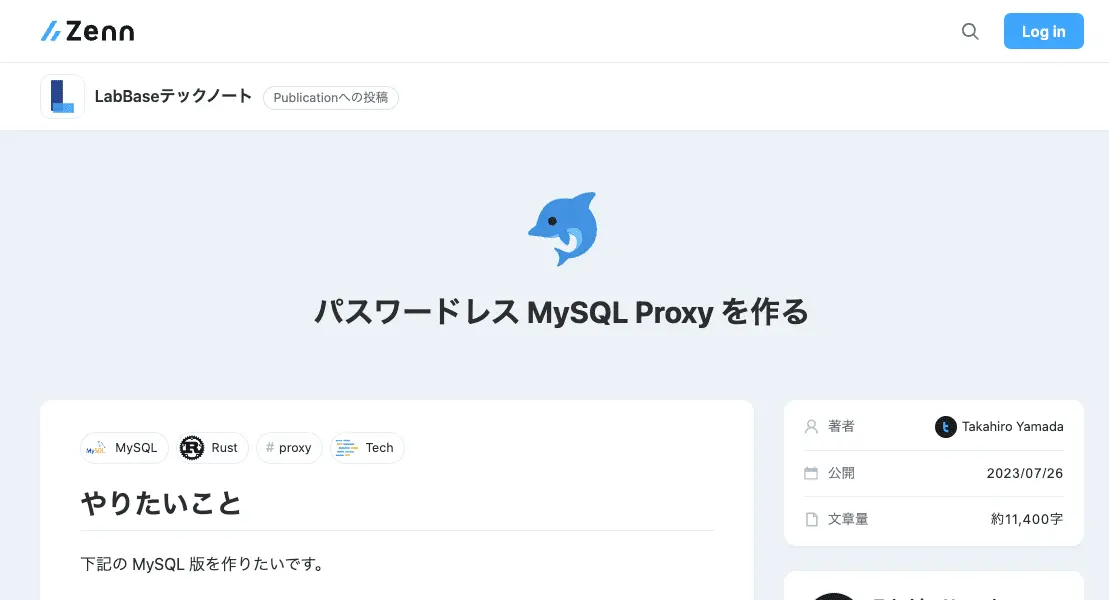 Zenn
Log in
LabBaseテックノート
Publicationへの投稿
パスワードレス MySQL Proxy を作る
MySQL
Rust
# proxy
Tech
やりたいこと
下記の MySQL 版を作りたいです。
著者
Takahiro Yamada
公開
2023/07/26
文章量
約11,400字